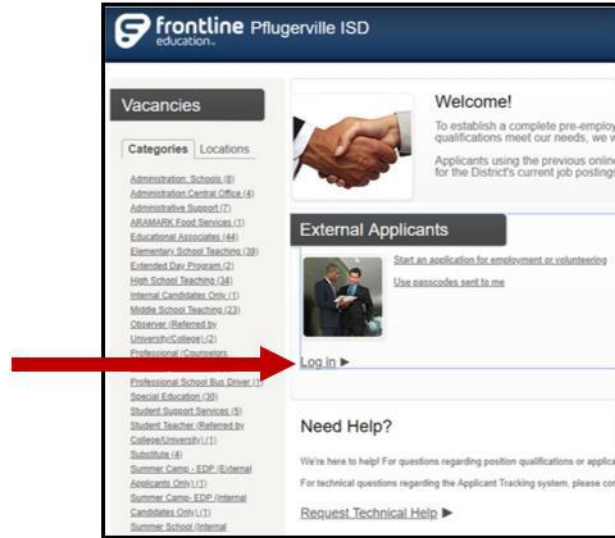 frontline Pflugerville ISD
education
Vacancies
Categories Locations
Administration: Schools (8)
Administration Central Office (4)
Administrative Support (7)
ARAMARK Food Services (1)
Educational Associates (44)
Elementary School Teaching (39)
Extended Day Program (2)
High School Teaching (34)
Internal Candidates Only (1)
Middle School Teaching (23)
Observer (Referred by
University/College) (2)
Professional (Counselors,
Professional School Bus Driver (1)
Special Education (30)
Student Support Services (5)
Student Teacher (Referred by
College/University) (1)
Substitute (4)
Summer Camp - EDP (External
Applicants Only) (1)
Summer Camp- EDP (Internal
Candidates Only) (1)
Summer School (Internal
Welcome!
To establish a complete pre-employ
qualifications meet our needs, we w
Applicants using the previous online
for the District's current job postings
External Applicants
Start an application for employment or volunteering
Use passcodes sent to me
Log in ▶
Need Help?
We're here to help! For questions regarding position qualifications or applica
For technical questions regarding the Applicant Tracking system, please con
Request Technical Help ▶